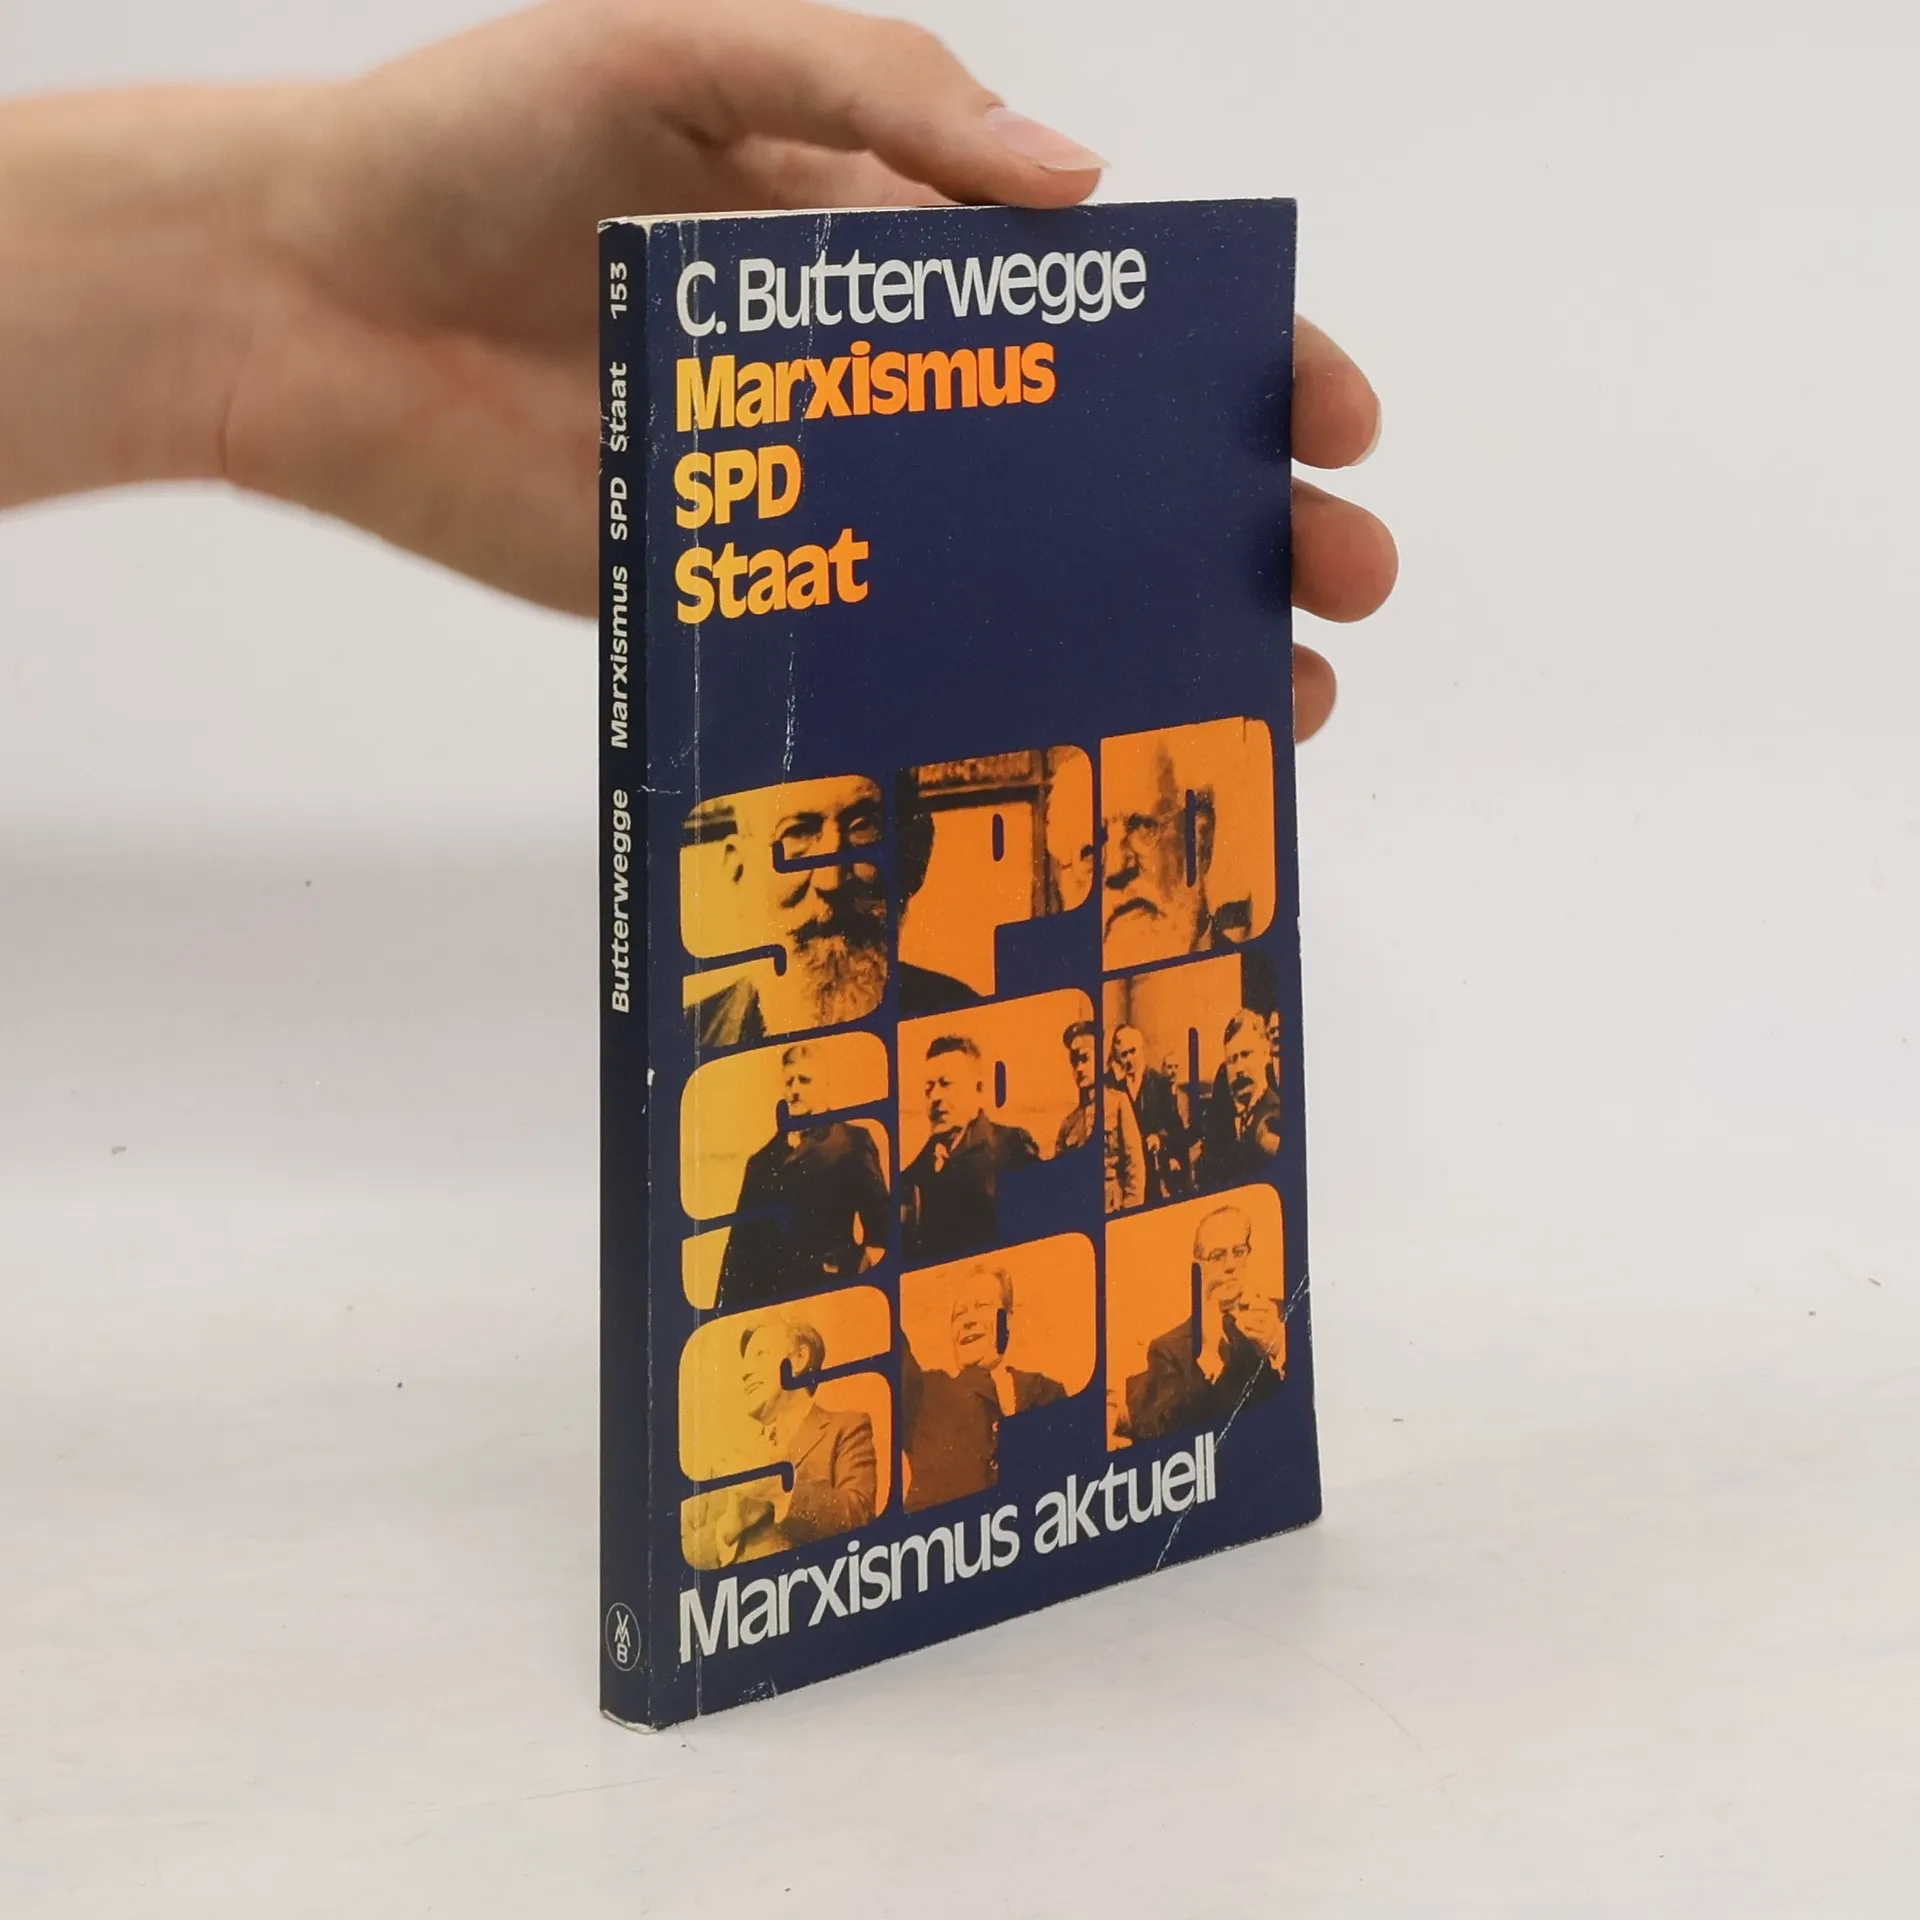 C. Butterwegge
Marxismus
SPD
Staat
SPD
SPD
SPD
Marxismus aktuell
Butterwegge Marxismus SPD Staat 153
VMB